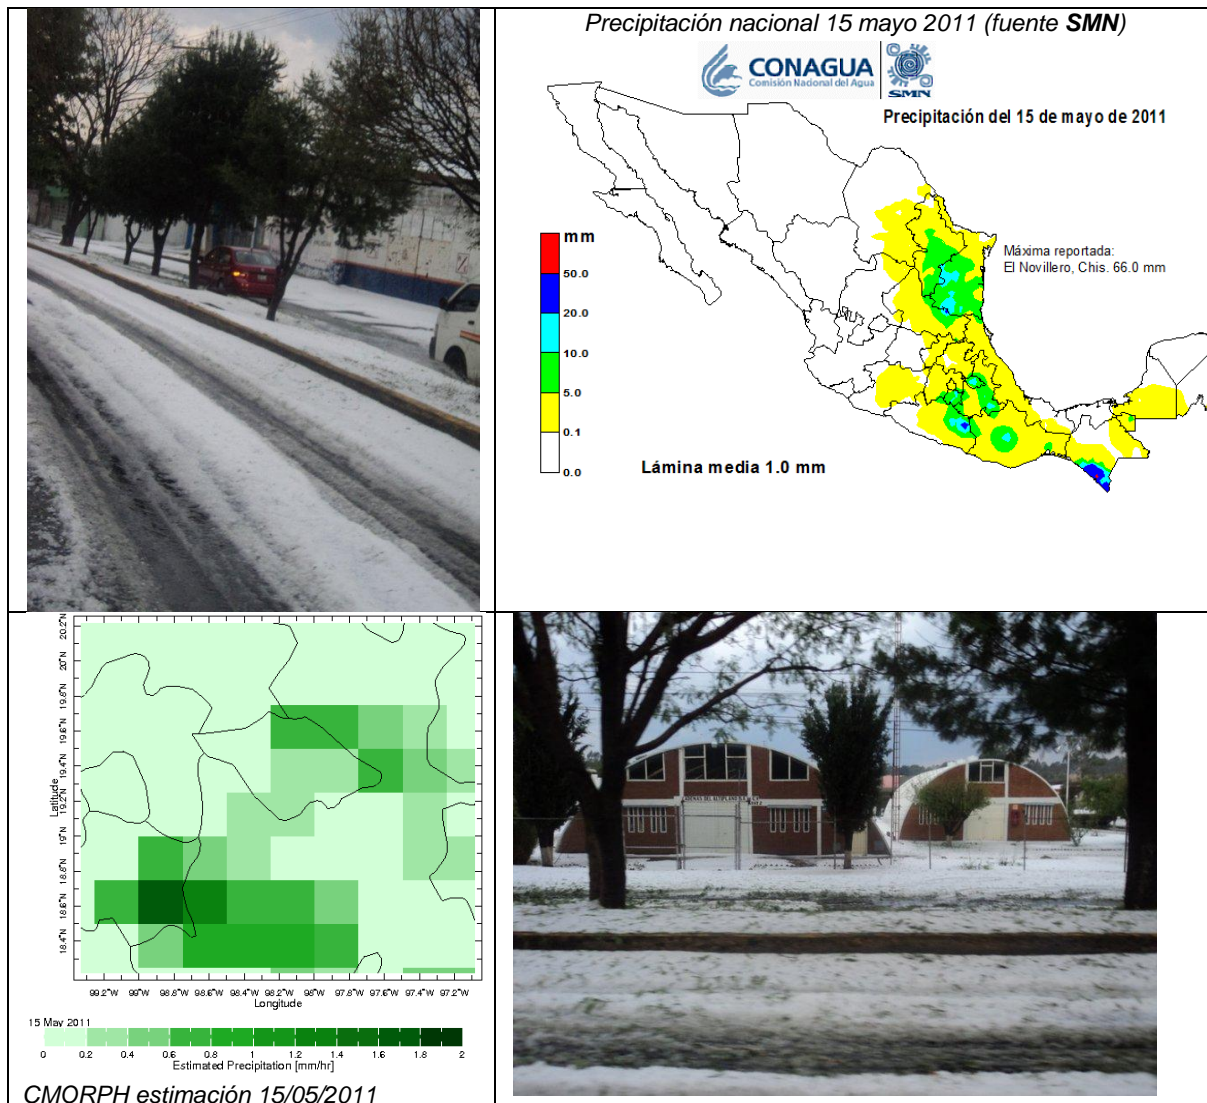 Precipitación nacional 15 mayo 2011 (fuente SMN)
CONAGUA
Comisión Nacional del Agua
SMN
Precipitación del 15 de mayo de 2011
mm
50.0
20.0
10.0
5.0
0.1
0.0
Máxima reportada:
El Novillero, Chis. 66.0 mm
Lámina media 1.0 mm
20.2°N
20°N
19.8°N
19.6°N
19.4°N
19.2°N
19°N
18.8°N
18.6°N
18.4°N
Latitude
99.2°W 99°W 98.8°W 98.6°W 98.4°W 98.2°W 98°W 97.8°W 97.6°W 97.4°W 97.2°W
Longitude
15 May 2011
0 0.2 0.4 0.6 0.8 1 1.2 1.4 1.6 1.8 2
Estimated Precipitation [mm/hr]
CMORPH estimación 15/05/2011
DEL ALTIPLANO